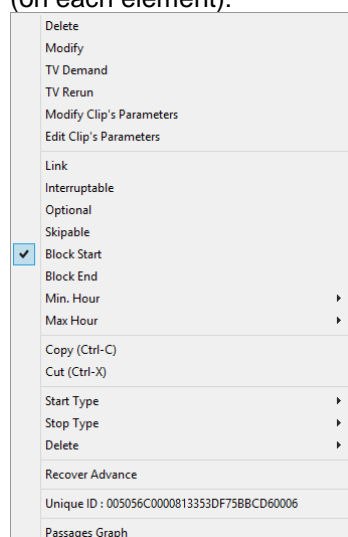 (on each element):
Delete
Modify
TV Demand
TV Rerun
Modify Clip's Parameters
Edit Clip's Parameters
Link
Interruptable
Optional
Skipable
Block Start
Block End
Min. Hour
Max Hour
Copy (Ctrl-C)
Cut (Ctrl-X)
Start Type
Stop Type
Delete
Recover Advance
Unique ID : 005056C0000813353DF75BBCD60006
Passages Graph